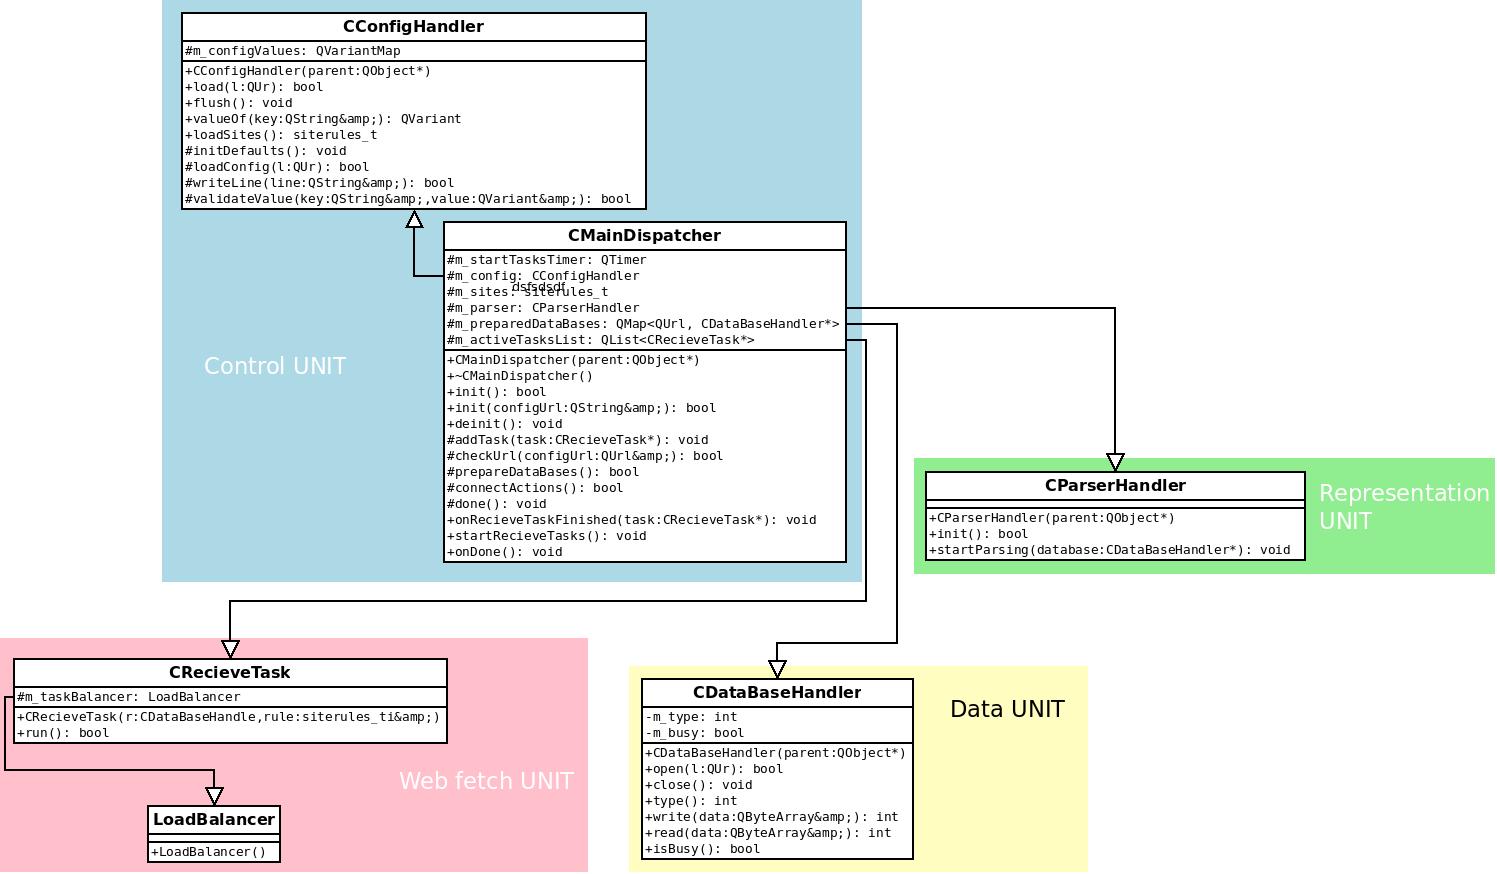 CConfigHandler
#m_configValues: QVariantMap
+CConfigHandler(parent:QObject*)
+load(l:QUr): bool
+flush(): void
+valueOf(key:QString&amp;): QVariant
+loadSites(): siterules_t
#initDefaults(): void
#loadConfig(l:QUr): bool
#writeLine(line:QString&amp;): bool
#validateValue(key:QString&amp;,value:QVariant&amp;): bool
CMainDispatcher
#m_startTasksTimer: QTimer
#m_config: CConfigHandler
dsfsdsdf
#m_sites: siterules_t
#m_parser: CParserHandler
#m_preparedDataBases: QMap<QUrl, CDataBaseHandler*>
#m_activeTasksList: QList<CRecieveTask*>
+CMainDispatcher(parent:QObject*)
+~CMainDispatcher()
+init(): bool
+init(configUrl:QString&amp;): bool
+deinit(): void
#addTask(task:CRecieveTask*): void
#checkUrl(configUrl:QUrl&amp;): bool
#prepareDataBases(): bool
#connectActions(): bool
#done(): void
+onRecieveTaskFinished(task:CRecieveTask*): void
+startRecieveTasks(): void
+onDone(): void
Control UNIT
CParserHandler
+CParserHandler(parent:QObject*)
+init(): bool
+startParsing(database:CDataBaseHandler*): void
Representation
UNIT
CRecieveTask
#m_taskBalancer: LoadBalancer
+CRecieveTask(r:CDataBaseHandle,rule:siterules_ti&amp;)
+run(): bool
Web fetch UNIT
LoadBalancer
+LoadBalancer()
CDataBaseHandler
-m_type: int
-m_busy: bool
+CDataBaseHandler(parent:QObject*)
+open(l:QUr): bool
+close(): void
+type(): int
+write(data:QByteArray&amp;): int
+read(data:QByteArray&amp;): int
+isBusy(): bool
Data UNIT